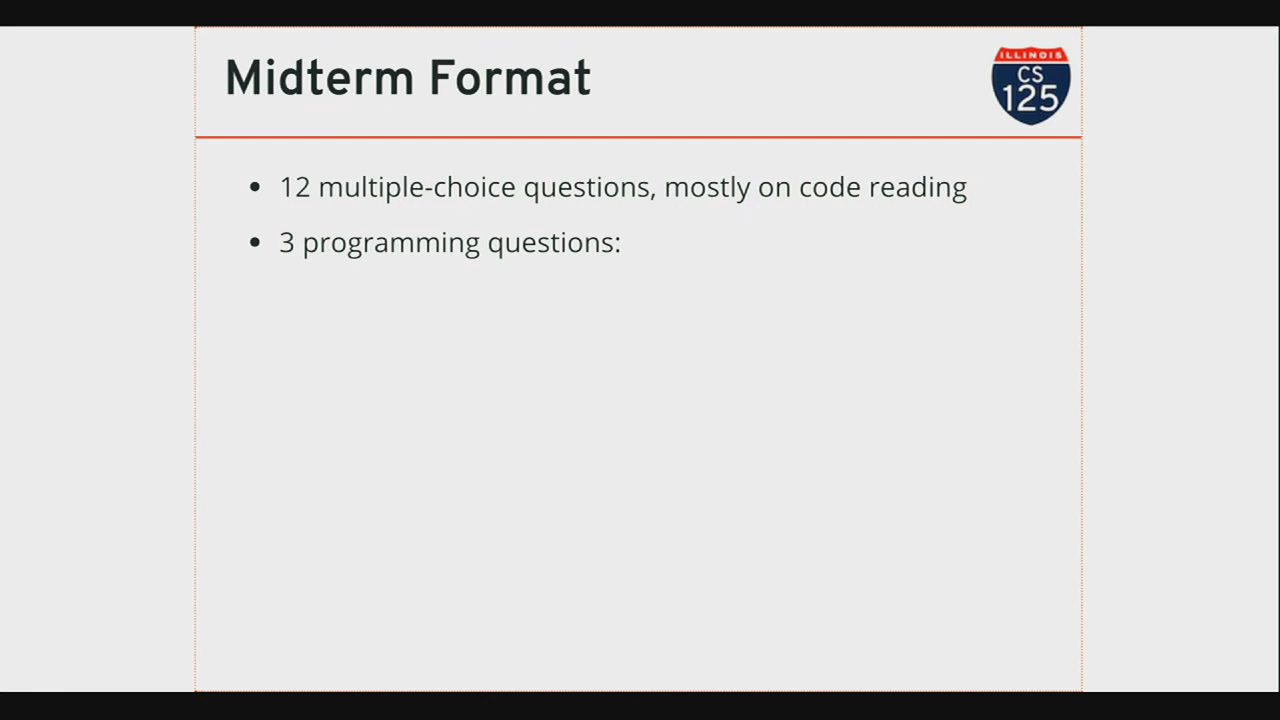 Midterm Format
ILLINOIS
CS
125
12 multiple-choice questions, mostly on code reading
3 programming questions: